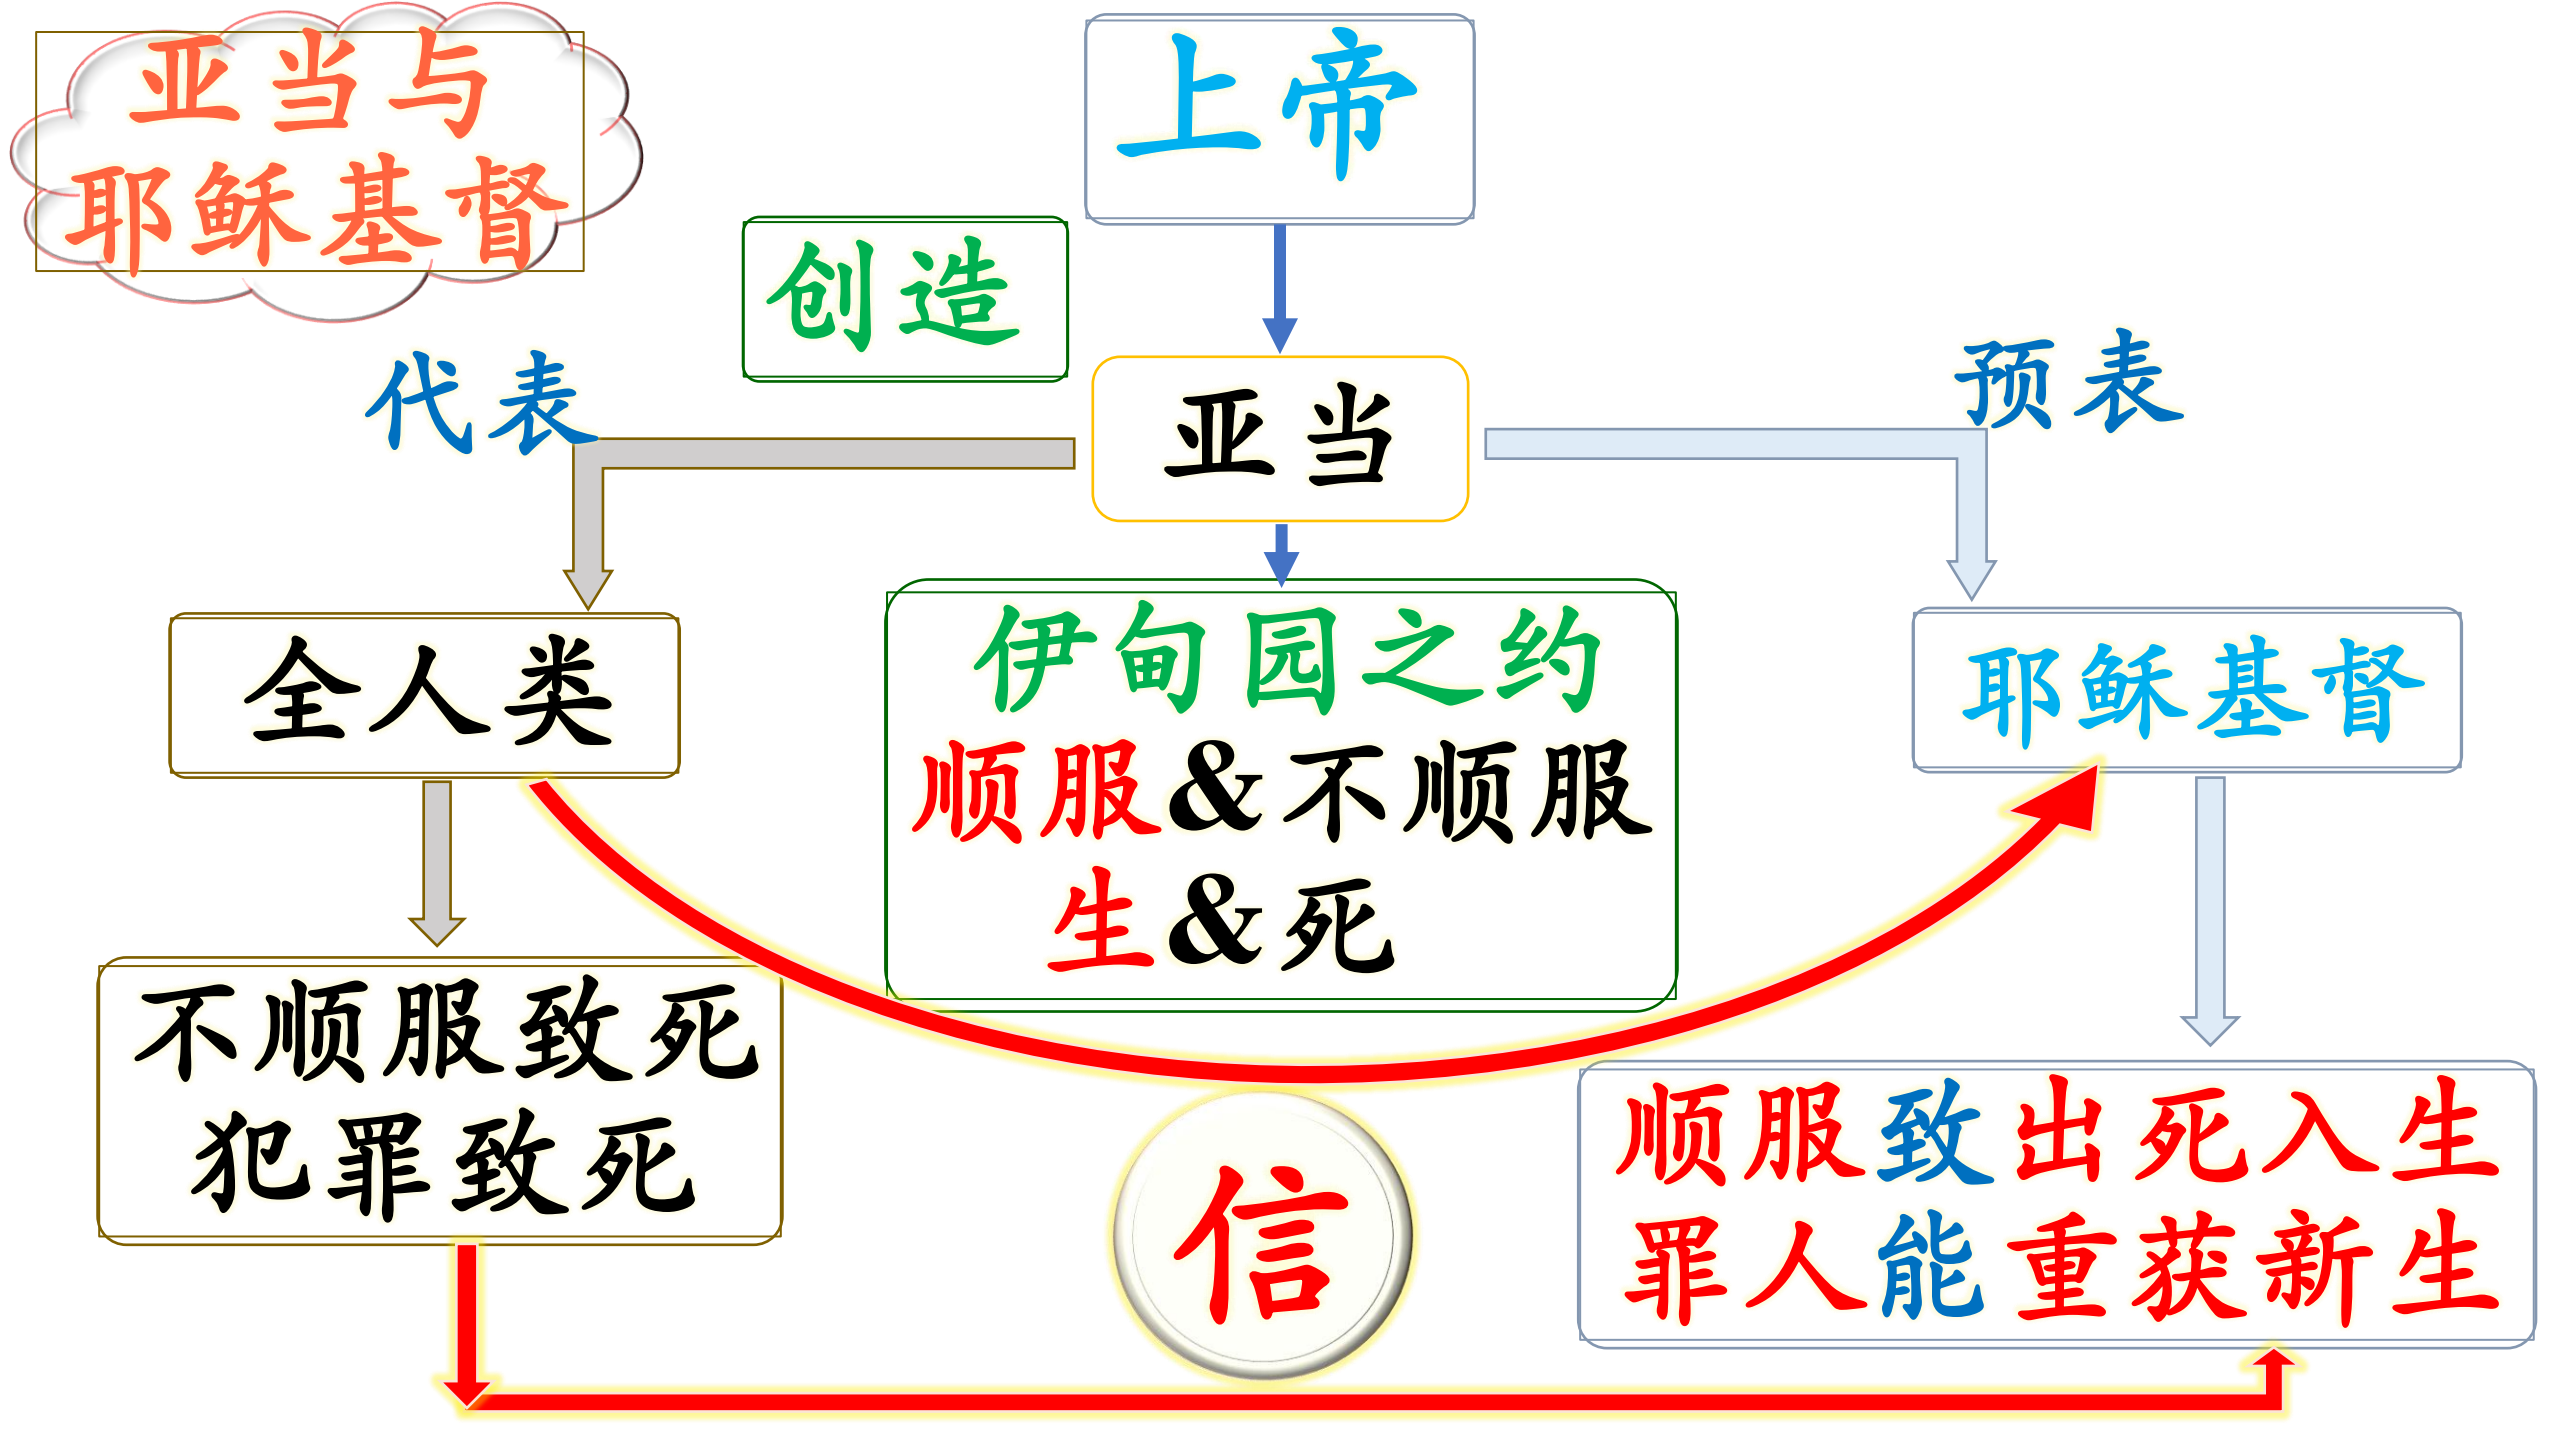 亚当与
耶稣基督
上帝
创造
代表
亚当
预表
全人类
伊甸园之约
顺服&不顺服
生&死
耶稣基督
不顺服致死
犯罪致死
信
顺服致出死入生
罪人能重获新生